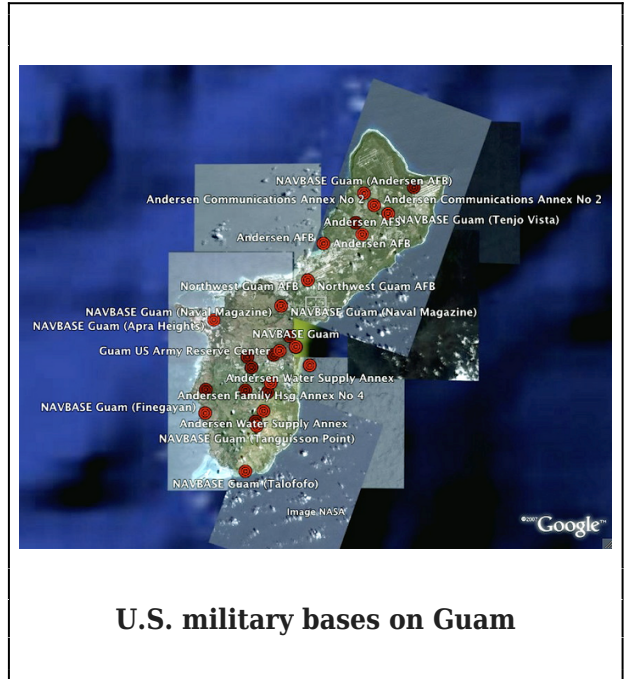 NAVBASE Guam (Andersen AFB)
Andersen Communications Annex No 2
Andersen Communications Annex No 2
Andersen AFS
NAVBASE Guam (Tenjo Vista)
Andersen AFB
Andersen AFB
Northwest Guam AFB
Northwest Guam AFB
NAVBASE Guam (Naval Magazine)
NAVBASE Guam (Naval Magazine)
NAVBASE Guam (Apra Heights)
NAVBASE Guam
Guam US Army Reserve Center
Andersen Water Supply Annex
Andersen Family Hsg Annex No 4
NAVBASE Guam (Finegayan)
Andersen Water Supply Annex
NAVBASE Guam (Tanguisson Point)
NAVBASE Guam (Talofofo)
Image NASA
©2007 Google™
U.S. military bases on Guam